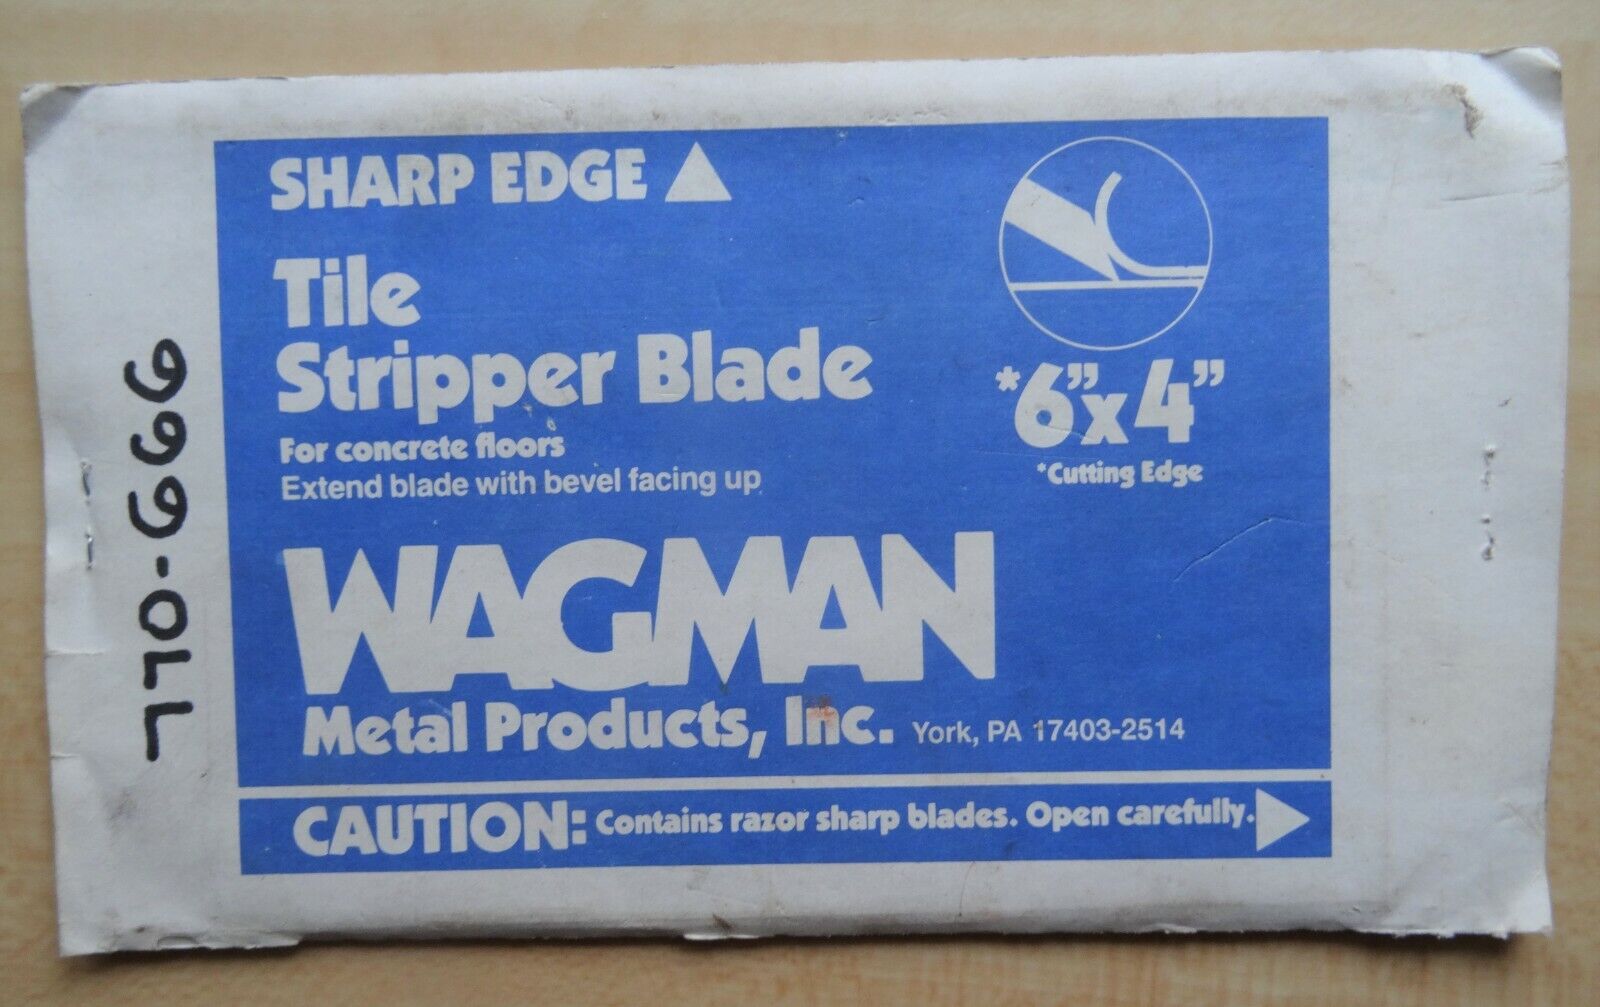 SHARP EDGE
Tile
Stripper Blade
For concrete floors
Extend blade with bevel facing up
*6"x4"
*Cutting Edge
WAGMAN
Metal Products, Inc. York, PA 17403-2514
CAUTION: Contains razor sharp blades. Open carefully.
770-666